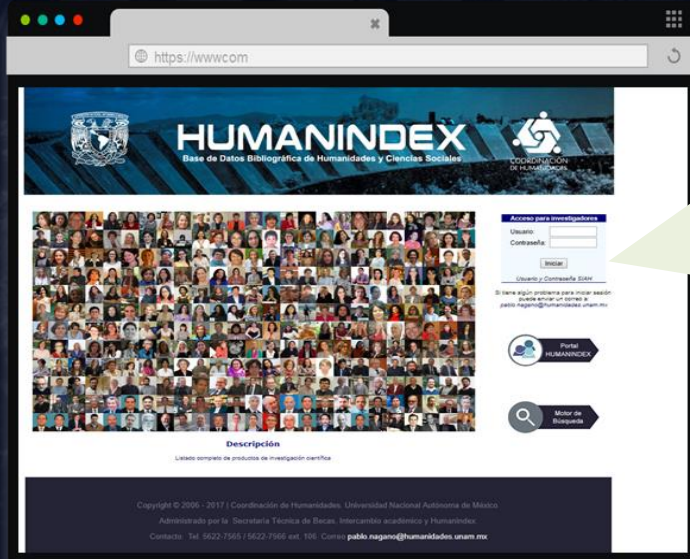 https://wwwcom
HUMANINDEX
Base de Datos Bibliográfica de Humanidades y Ciencias Sociales
COORDINACIÓN
DE HUMANIDADES
Acceso para investigadores
Usuario:
Contraseña:
Iniciar
Usuario y Contraseña SIAH
Si tiene algún problema para iniciar sesión
puede enviar un correo a:
pablo.nagano@humanidades.unam.mx
Portal
HUMANINDEX
Motor de
Búsqueda
Descripción
Listado completo de productos de investigación científica
Copyright © 2006 - 2017 | Coordinación de Humanidades. Universidad Nacional Autónoma de México
Administrado por la Secretaría Técnica de Becas, Intercambio académico y Humanindex
Contacto: Tel. 5622-7565 / 5622-7566 ext. 106 Correo pablo.nagano@humanidades.unam.mx